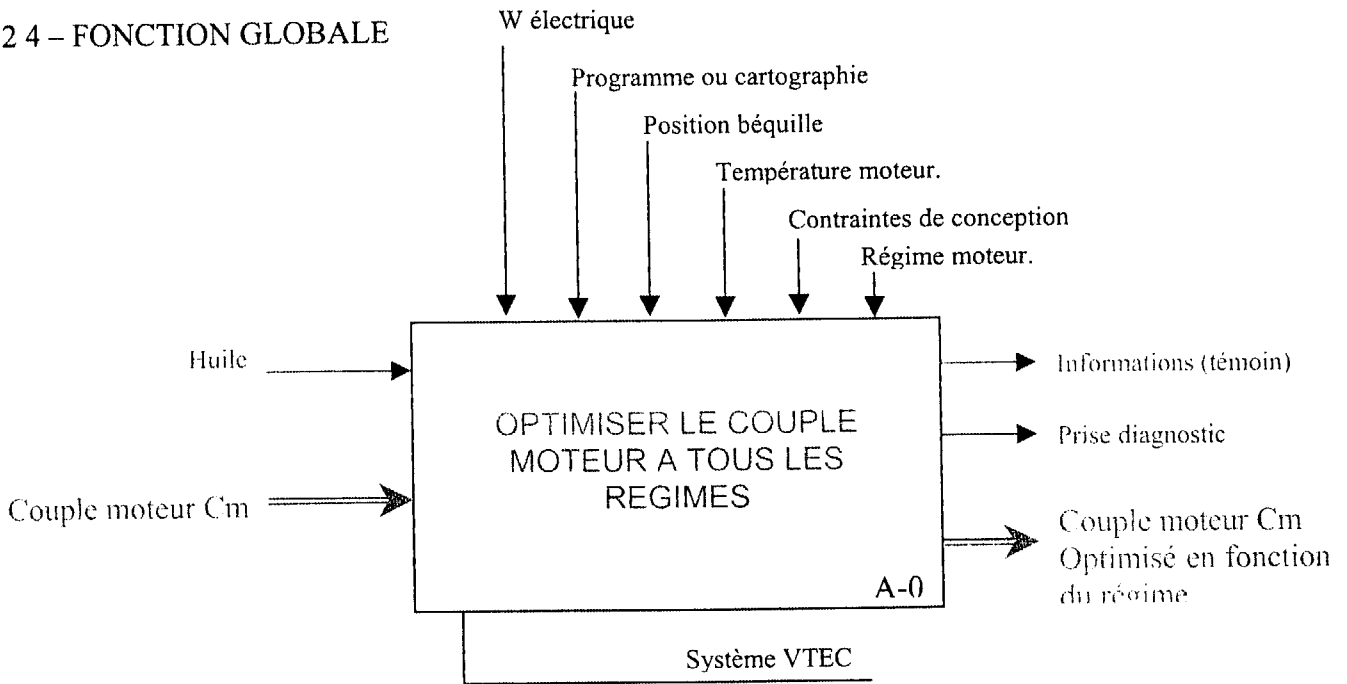 W électrique
2 4 – FONCTION GLOBALE
Programme ou cartographie
Position béquille
Température moteur.
Contraintes de conception
Régime moteur.
Huile
Informations (témoin)
OPTIMISER LE COUPLE
MOTEUR A TOUS LES
REGIMES
Prise diagnostic
Couple moteur Cm
Couple moteur Cm
Optimisé en fonction
du régime
A-0
Système VTEC